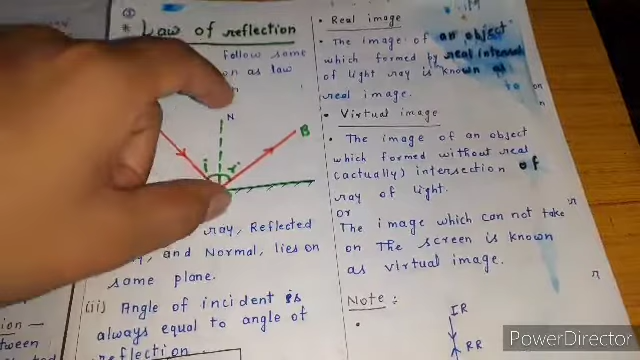 Law of reflection
follow some
on as law
N
B
i
r
ray, Reflected
and Normal, lies on
same plane.
(ii) Angle of incident is
always equal to angle of
reflection
• Real image
• The image of an object
which formed by real intersect
of light ray is known as
real image.
• Virtual image
• The image of an object
which formed without real
(actually) intersection of
ray of light.
or
The image which can not take
on The screen is known
as virtual image.
Note :
IR
RR
PowerDirector